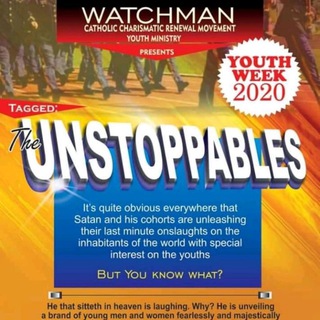 WATCHMAN
CATHOLIC CHARISMATIC RENEWAL MOVEMENT
YOUTH MINISTRY
PRESENTS
YOUTH
WEEK
2020
TAGGED:
The UNSTOPPABLES
It's quite obvious everywhere that
Satan and his cohorts are unleashing
their last minute onslaughts on the
inhabitants of the world with special
interest on the youths
BUT YOU KNOW WHAT?
He that sitteth in heaven is laughing. Why? He is unveiling
a brand of young men and women fearlessly and majestically